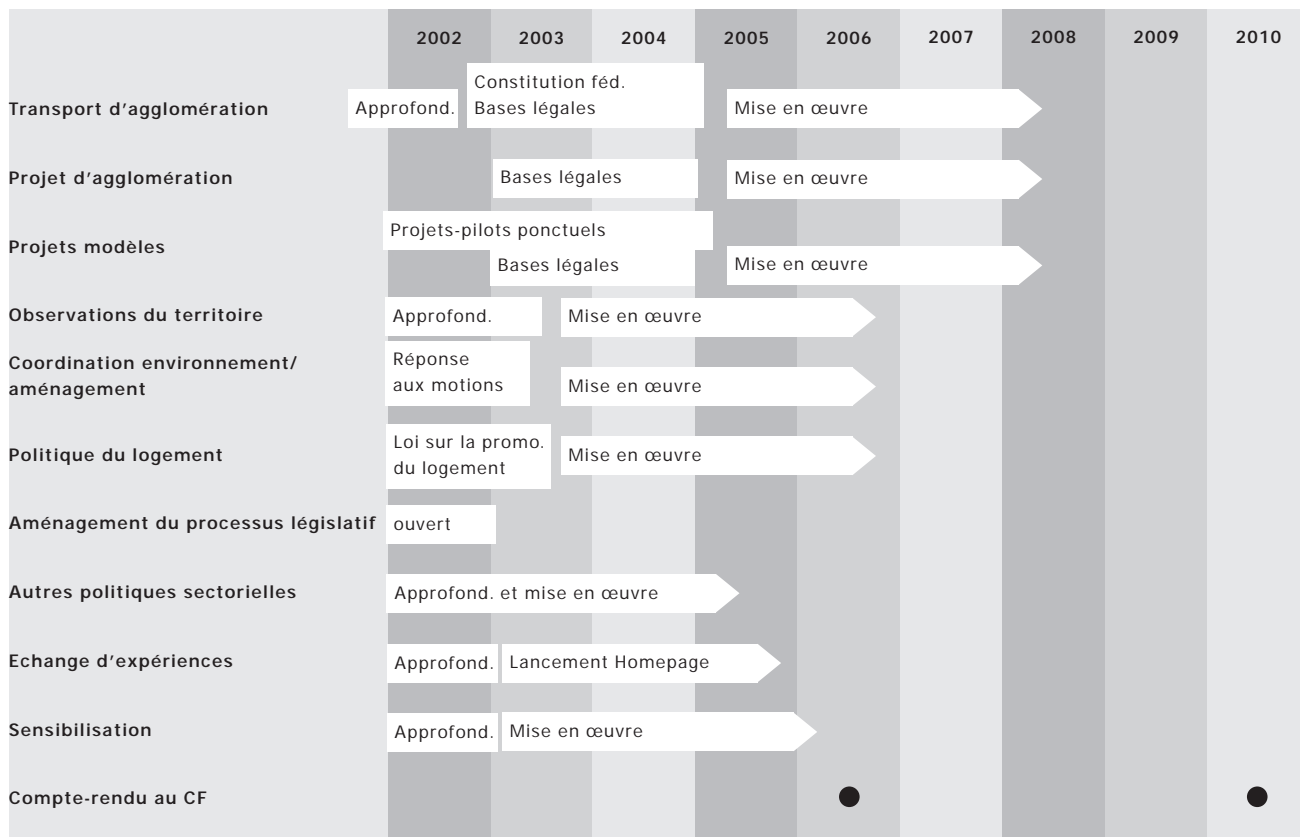 2002 2003 2004 2005 2006 2007 2008 2009 2010
Constitution féd.
Transport d'agglomération Approfond. Bases légales Mise en œuvre
Projet d'agglomération Bases légales Mise en œuvre
Projets-pilots ponctuels
Projets modèles
Bases légales Mise en œuvre
Observations du territoire Approfond. Mise en œuvre
Coordination environnement/ Réponse
aménagement aux motions Mise en œuvre
Loi sur la promo.
Politique du logement du logement Mise en œuvre
Aménagement du processus législatif ouvert
Autres politiques sectorielles Approfond. et mise en œuvre
Echange d'expériences Approfond. Lancement Homepage
Sensibilisation Approfond. Mise en œuvre
Compte-rendu au CF